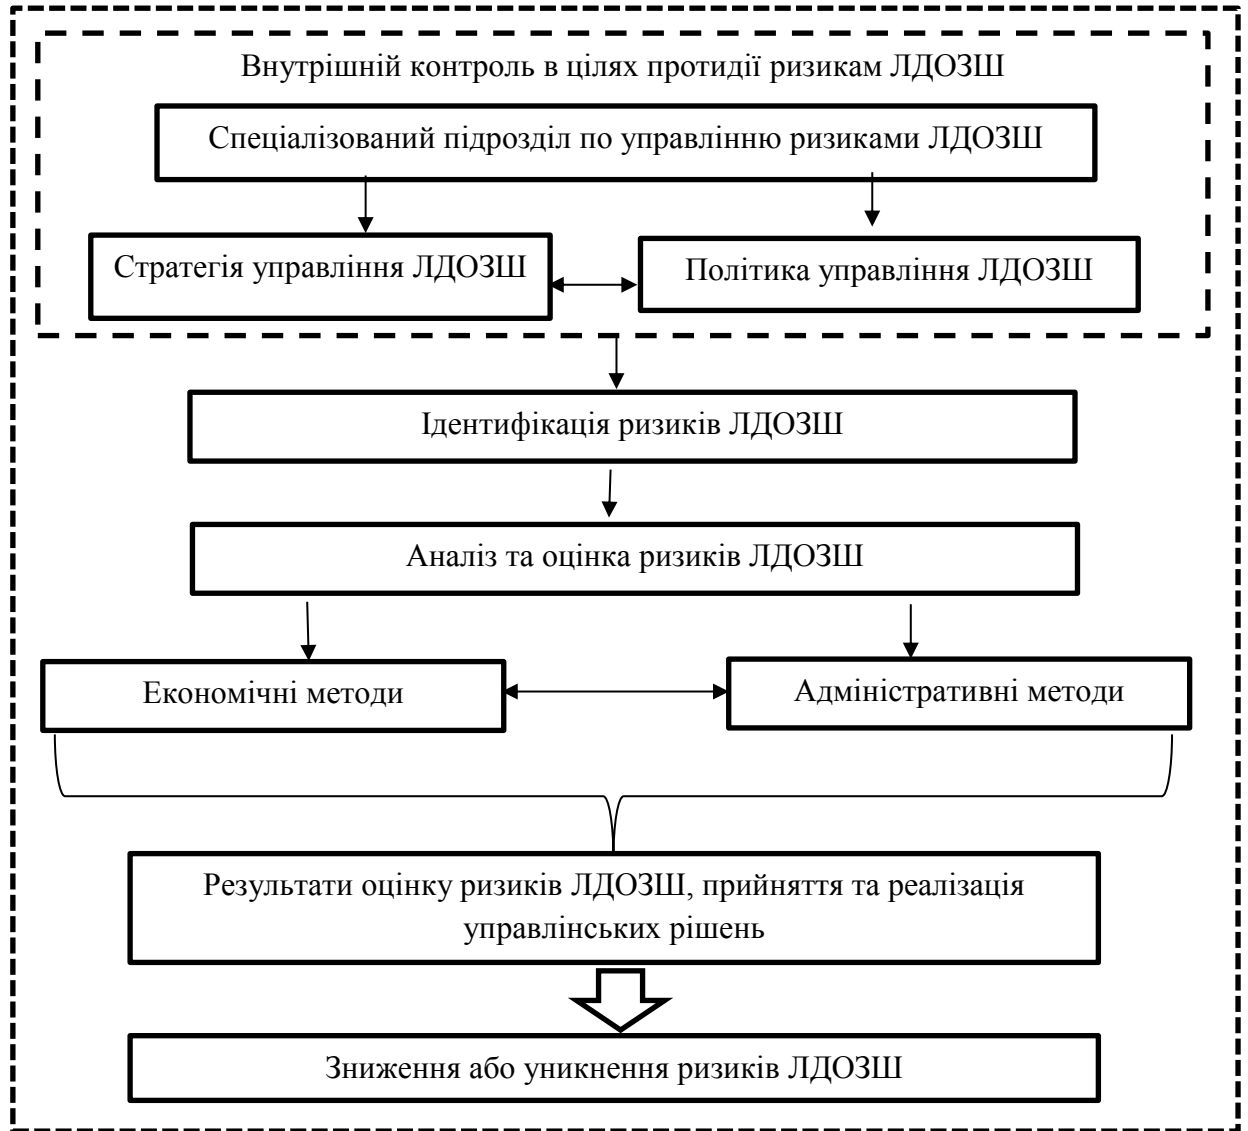 Внутрішній контроль в цілях протидії ризикам ЛДОЗШ
Спеціалізований підрозділ по управлінню ризиками ЛДОЗШ
Стратегія управління ЛДОЗШ
Політика управління ЛДОЗШ
Ідентифікація ризиків ЛДОЗШ
Аналіз та оцінка ризиків ЛДОЗШ
Економічні методи
Адміністративні методи
Результати оцінку ризиків ЛДОЗШ, прийняття та реалізація
управлінських рішень
Зниження або уникнення ризиків ЛДОЗШ